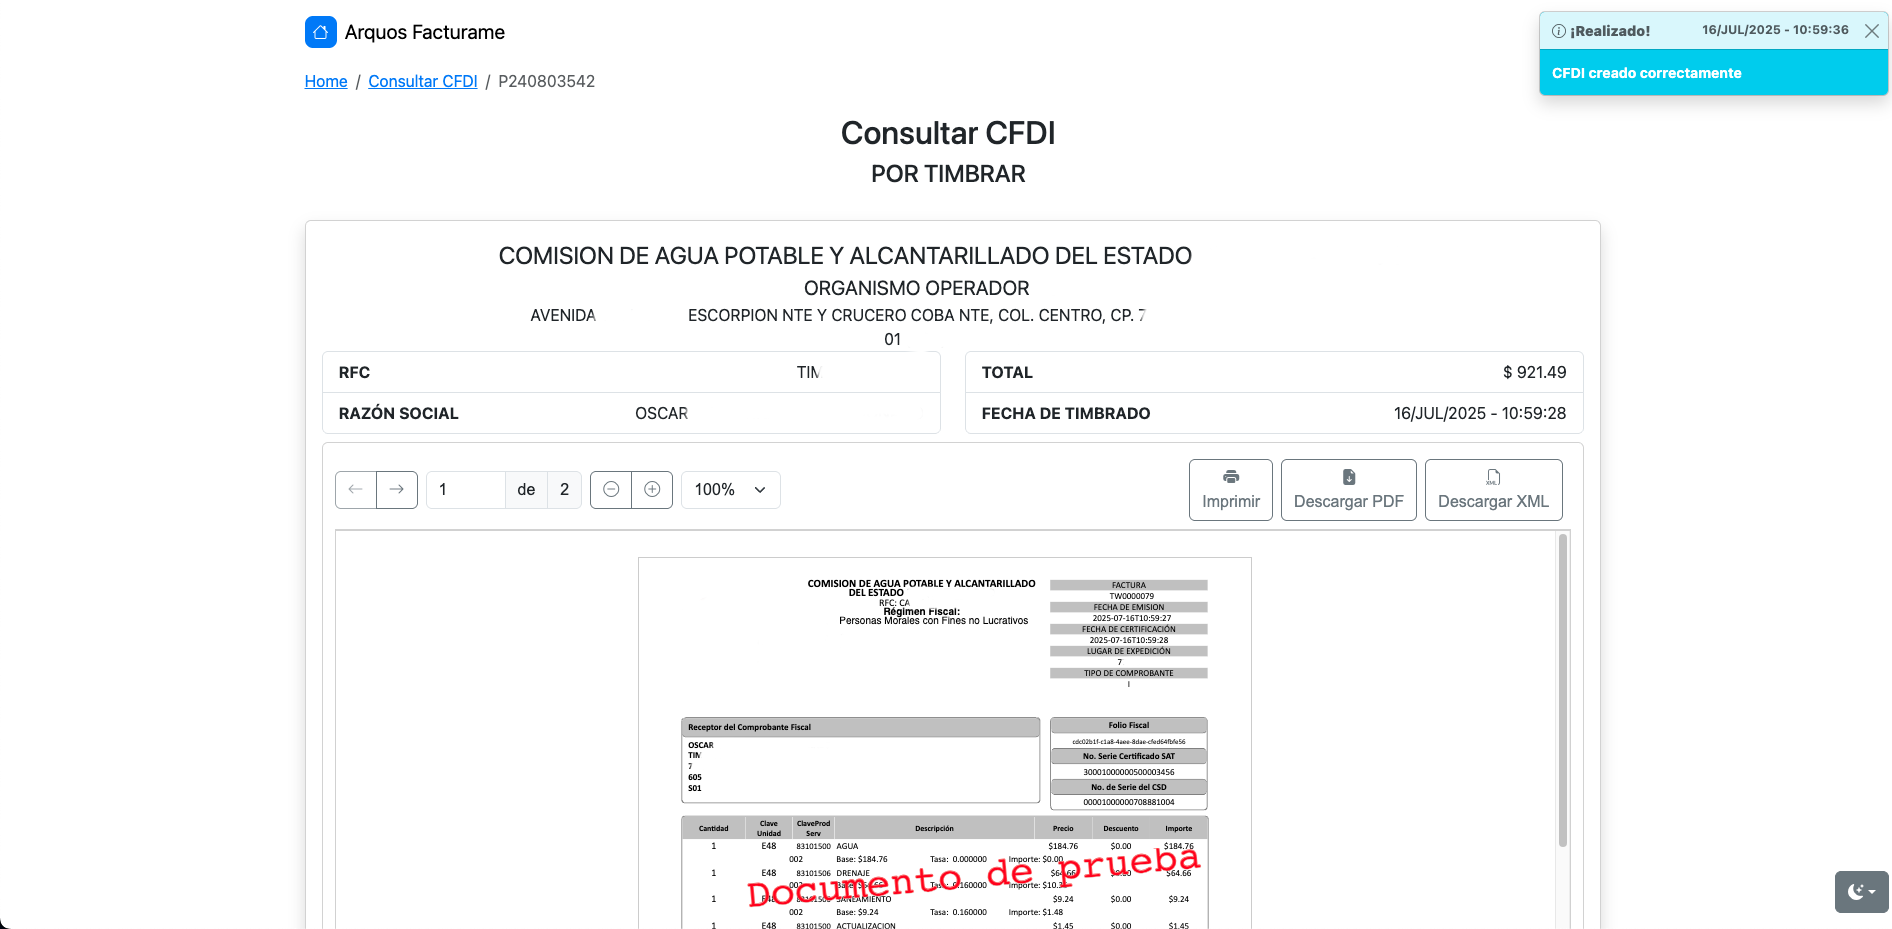 Arquos Facturame
¡Realizado! 16/JUL/2025 - 10:59:36
CFDI creado correctamente
Home / Consultar CFDI / P240803542
Consultar CFDI
POR TIMBRAR
COMISION DE AGUA POTABLE Y ALCANTARILLADO DEL ESTADO
ORGANISMO OPERADOR
AVENIDA ESCORPION NTE Y CRUCERO COBA NTE, COL. CENTRO, CP. 7
01
RFC TIM
RAZÓN SOCIAL OSCAR
TOTAL $ 921.49
FECHA DE TIMBRADO 16/JUL/2025 - 10:59:28
1 de 2 100%
Imprimir Descargar PDF Descargar XML
COMISION DE AGUA POTABLE Y ALCANTARILLADO
DEL ESTADO
RFC: CA
Régimen Fiscal:
Personas Morales con Fines no Lucrativos
FACTURA
TW0000079
FECHA DE EMISION
2025-07-16T10:59:27
FECHA DE CERTIFICACIÓN
2025-07-16T10:59:28
LUGAR DE EXPEDICIÓN
7
TIPO DE COMPROBANTE
I
Receptor del Comprobante Fiscal
OSCAR
TIM
7
605
S01
Folio Fiscal
cdc02b1f-c1a8-4aee-8dae-cfed64fbfe56
No. Serie Certificado SAT
30001000000500003456
No. de Serie del CSD
00001000000708881004
Cantidad Clave Unidad ClaveProd Serv Descripción Precio Descuento Importe
1 E48 83101500 AGUA $184.76 $0.00 $184.76
002 Base: $184.76 Tasa: 0.000000 Importe: $0.00
1 E48 83101506 DRENAJE $64.66 $0.00 $64.66
002 Base: $64.66 Tasa: 0.160000 Importe: $10.3
1 E48 83101506 SANEAMIENTO $9.24 $0.00 $9.24
002 Base: $9.24 Tasa: 0.160000 Importe: $1.48
1 E48 83101500 ACTUALIZACION $1.45 $0.00 $1.45
Documento de prueba